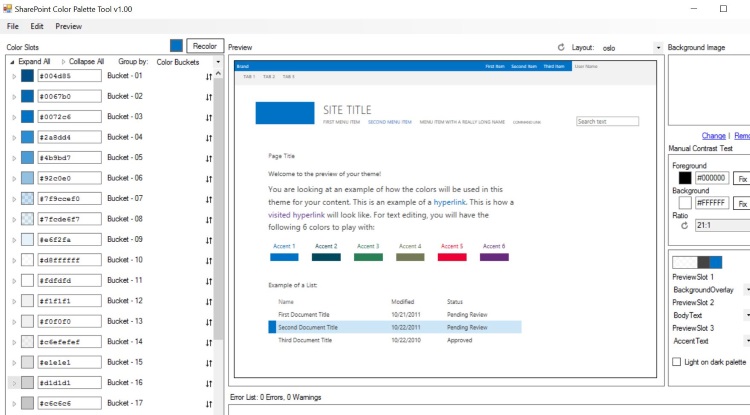 SharePoint Color Palette Tool v1.00
File Edit Preview
Color Slots Recolor
Expand All Collapse All Group by: Color Buckets
#004d85 Bucket - 01
#0067b0 Bucket - 02
#0072c6 Bucket - 03
#2a8dd4 Bucket - 04
#4b9bd7 Bucket - 05
#92c0e0 Bucket - 06
#7f9ccef0 Bucket - 07
#7fcde6f7 Bucket - 08
#e6f2fa Bucket - 09
#d8ffffff Bucket - 10
#fdfdfd Bucket - 11
#f1f1f1 Bucket - 12
#f0f0f0 Bucket - 13
#c6efefef Bucket - 14
#e1e1e1 Bucket - 15
#d1d1d1 Bucket - 16
#c6c6c6 Bucket - 17
Preview Layout: oslo
Brand First Item Second Item Third Item User Name
TAB 1 TAB 2 TAB 3
SITE TITLE
FIRST MENU ITEM SECOND MENU ITEM MENU ITEM WITH A REALLY LONG NAME
Search text
Page Title
Welcome to the preview of your theme!
You are looking at an example of how the colors will be used in this
theme for your content. This is an example of a hyperlink. This is how a
visited hyperlink will look like. For text editing, you will have the
following 6 colors to play with:
Accent 1 Accent 2 Accent 3 Accent 4 Accent 5 Accent 6
Example of a List:
Name Modified Status
First Document Title 10/21/2011 Pending Review
Second Document Title 10/22/2011 Pending Review
Third Document Title 10/22/2010 Approved
Error List: 0 Errors, 0 Warnings
Background Image
Change | Remo
Manual Contrast Test
Foreground
#000000 Fix
Background
#FFFFFF Fix
Ratio
21:1
PreviewSlot 1
BackgroundOverlay
PreviewSlot 2
BodyText
PreviewSlot 3
AccentText
Light on dark palette